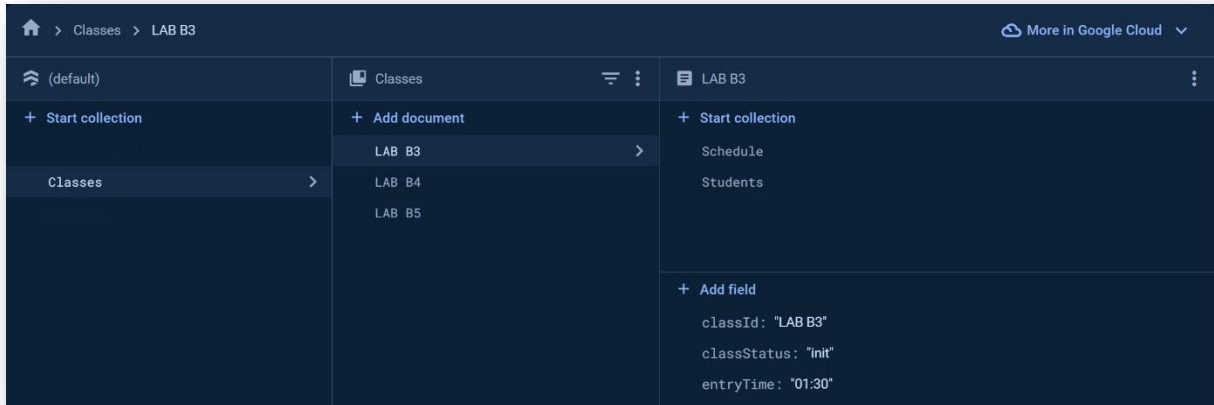 Classes > LAB B3
More in Google Cloud
(default)
Classes
LAB B3
+ Start collection
+ Add document
+ Start collection
Classes
LAB B3
LAB B4
LAB B5
Schedule
Students
+ Add field
classId: "LAB B3"
classStatus: "init"
entryTime: "01:30"